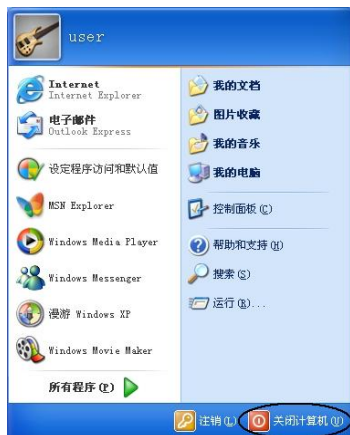 user
Internet
Internet Explorer
电子邮件
Outlook Express
设定程序访问和默认值
MSN Explorer
Windows Media Player
Windows Messenger
漫游 Windows XP
Windows Movie Maker
所有程序(P)
我的文档
图片收藏
我的音乐
我的电脑
控制面板(C)
帮助和支持(H)
搜索(S)
运行(R)...
注销(L)
关闭计算机(U)